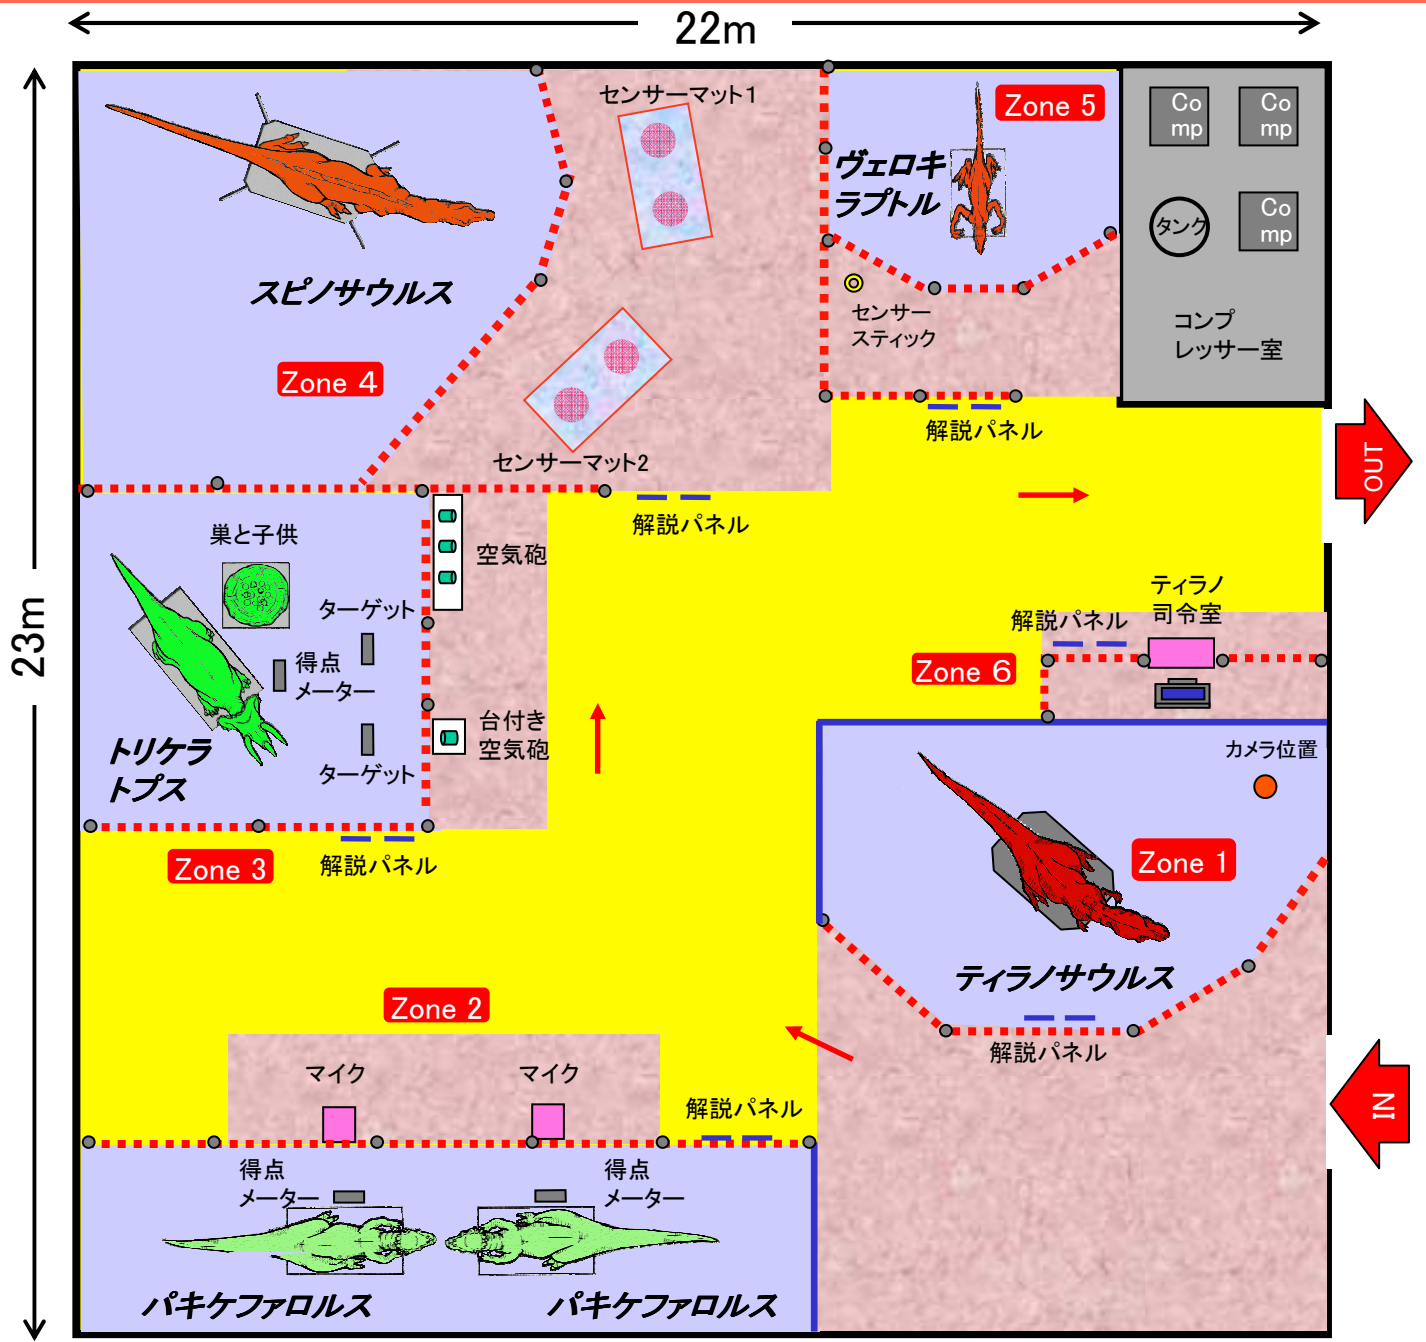 22m
23m
センサーマット1
Zone 5
ヴェロキ
ラプトル
Co
mp
Co
mp
タンク
Co
mp
コンプ
レッサー室
スピノサウルス
Zone 4
センサー
スティック
解説パネル
センサーマット2
解説パネル
OUT
巣と子供
空気砲
ターゲット
得点
メーター
台付き
空気砲
ターゲット
トリケラ
トプス
Zone 3
解説パネル
ティラノ
司令室
解説パネル
Zone 6
カメラ位置
Zone 1
ティラノサウルス
解説パネル
IN
Zone 2
マイク
マイク
解説パネル
得点
メーター
得点
メーター
パキケファロルス
パキケファロルス